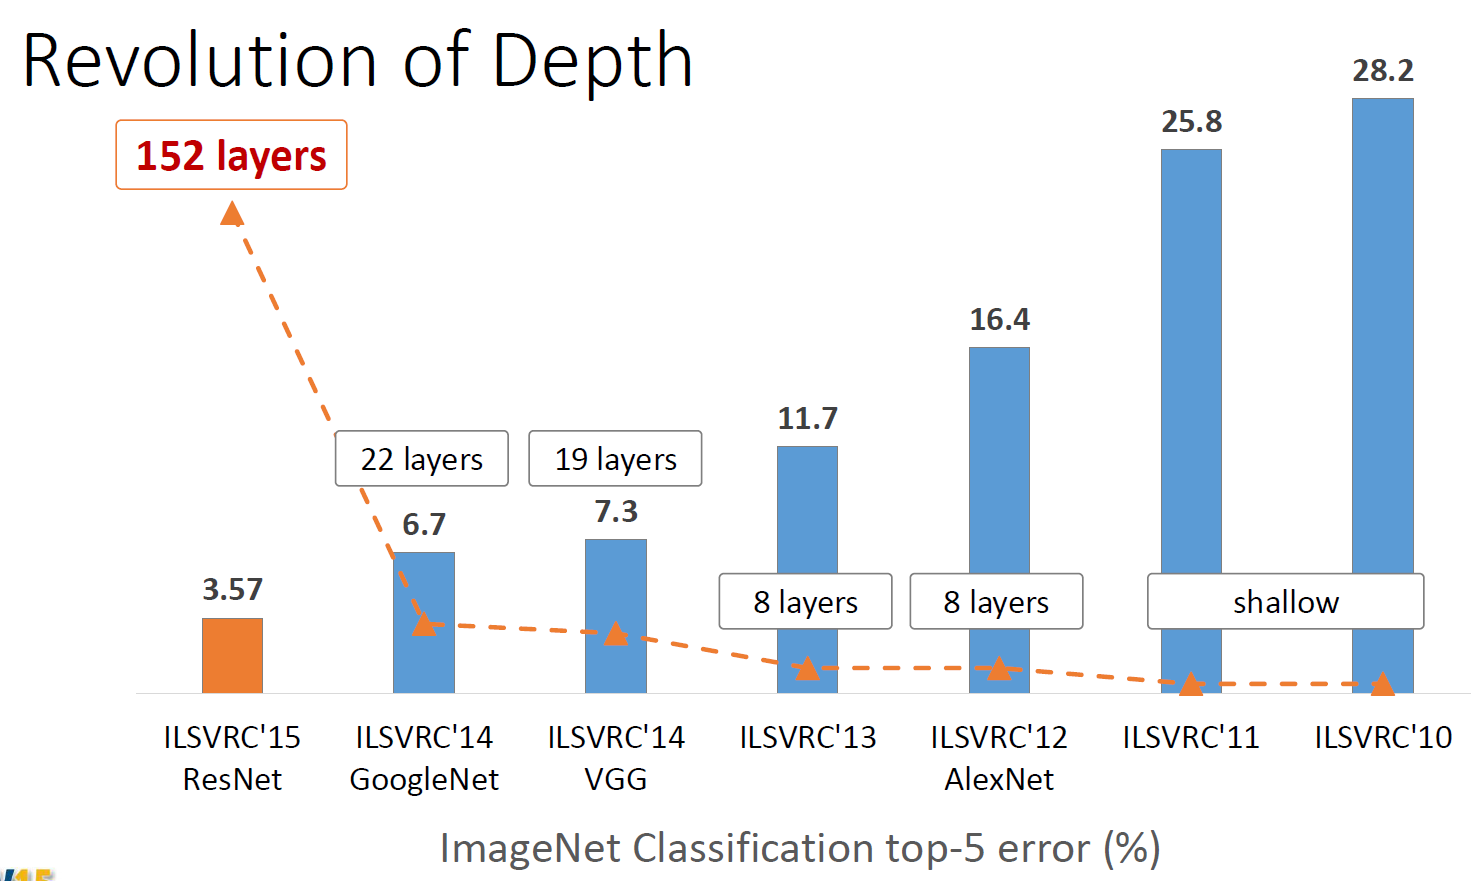 Revolution of Depth
28.2
25.8
152 layers
16.4
11.7
22 layers
19 layers
6.7
7.3
3.57
8 layers
8 layers
shallow
ILSVRC'15
ResNet
ILSVRC'14
GoogleNet
ILSVRC'14
VGG
ILSVRC'13
ILSVRC'12
AlexNet
ILSVRC'11
ILSVRC'10
ImageNet Classification top-5 error (%)